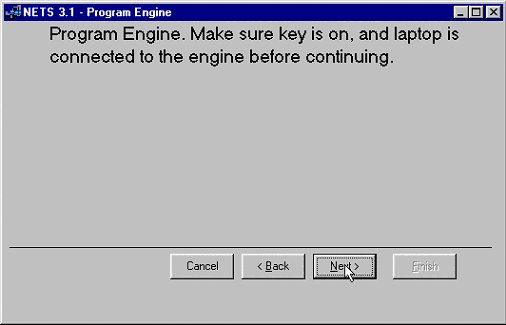 NETS 3.1 - Program Engine
Program Engine. Make sure key is on, and laptop is
connected to the engine before continuing.
Cancel
< Back
Next >
Finish